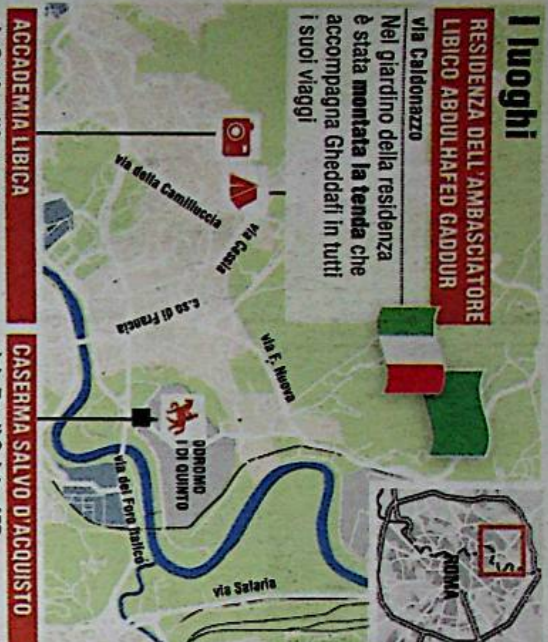 I luoghi
RESIDENZA DELL'AMBASCIATORE
LIBICO ABDULHAFED GADDUR
via Caldonazzo
Nel giardino della residenza
è stata montata la tenda che
accompagna Gheddafi in tutti
i suoi viaggi
ROMA
via F. Nuova
via Cassia
via della Camilluccia
c.so di Francia
ODROMO
I DI QUINTO
via del Foro Italico
via Salaria
ACCADEMIA LIBICA
CASERMA SALVO D'ACQUISTO